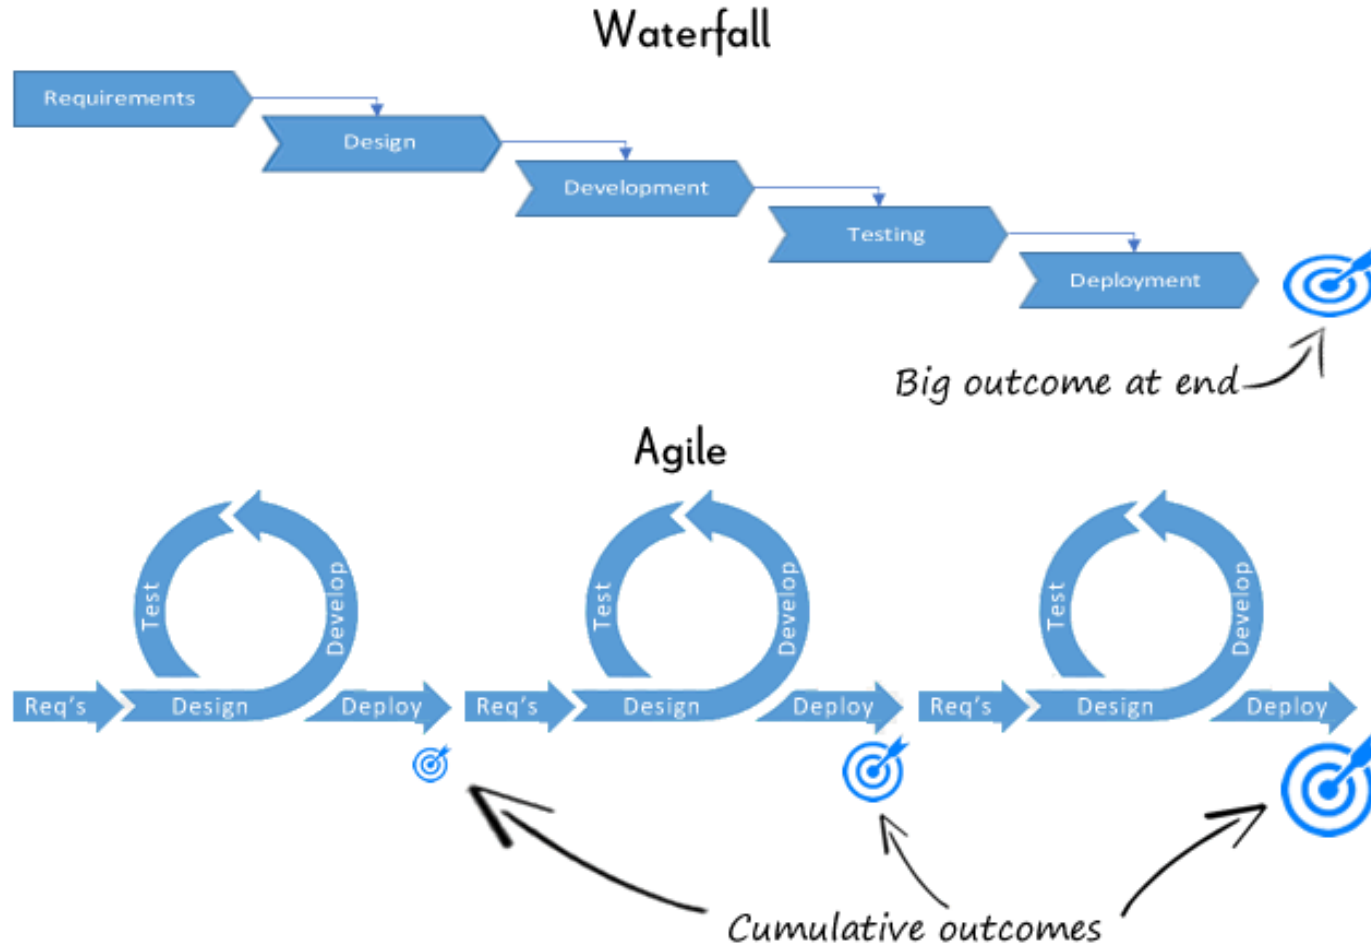 Waterfall
Requirements
Design
Development
Testing
Deployment
Big outcome at end
Agile
Test
Develop
Req's
Design
Deploy
Test
Develop
Req's
Design
Deploy
Test
Develop
Req's
Design
Deploy
Cumulative outcomes